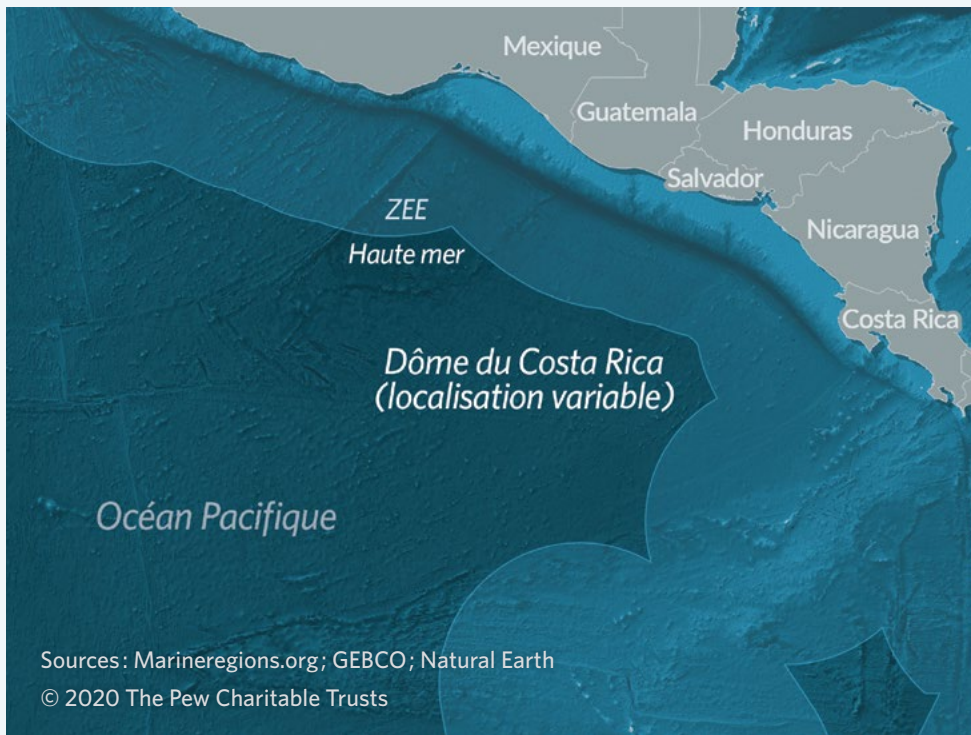 Mexique
Guatemala
Honduras
Salvador
ZEE
Nicaragua
Haute mer
Costa Rica
Dôme du Costa Rica
(localisation variable)
Océan Pacifique
Sources : Marineregions.org ; GEBCO ; Natural Earth
© 2020 The Pew Charitable Trusts